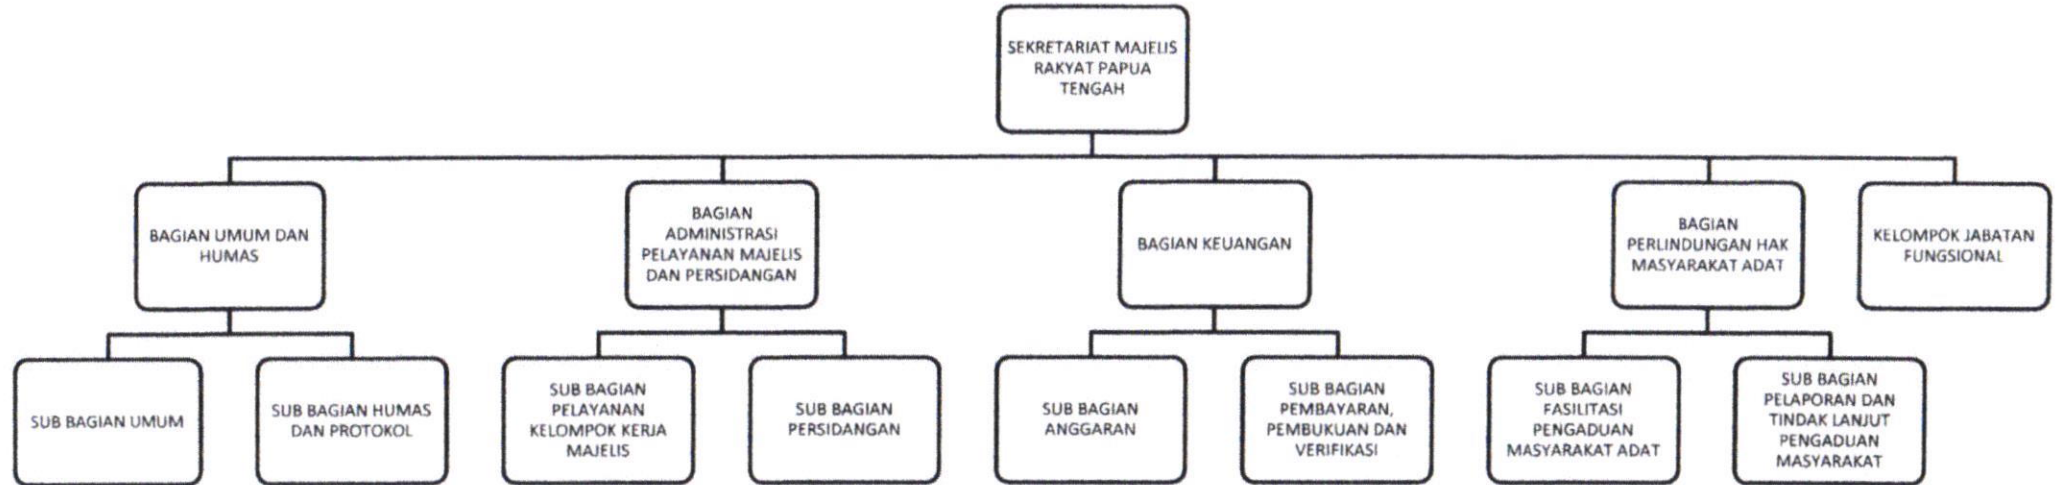 SEKRETARIAT MAJELIS
RAKYAT PAPUA
TENGAH
BAGIAN UMUM DAN
HUMAS
BAGIAN
ADMINISTRASI
PELAYANAN MAJELIS
DAN PERSIDANGAN
BAGIAN KEUANGAN
BAGIAN
PERLINDUNGAN HAK
MASYARAKAT ADAT
KELOMPOK JABATAN
FUNGSIONAL
SUB BAGIAN UMUM
SUB BAGIAN HUMAS
DAN PROTOKOL
SUB BAGIAN
PELAYANAN
KELOMPOK KERJA
MAJELIS
SUB BAGIAN
PERSIDANGAN
SUB BAGIAN
ANGGARAN
SUB BAGIAN
PEMBAYARAN,
PEMBUKUAN DAN
VERIFIKASI
SUB BAGIAN
FASILITASI
PENGADUAN
MASYARAKAT ADAT
SUB BAGIAN
PELAPORAN DAN
TINDAK LANJUT
PENGADUAN
MASYARAKAT